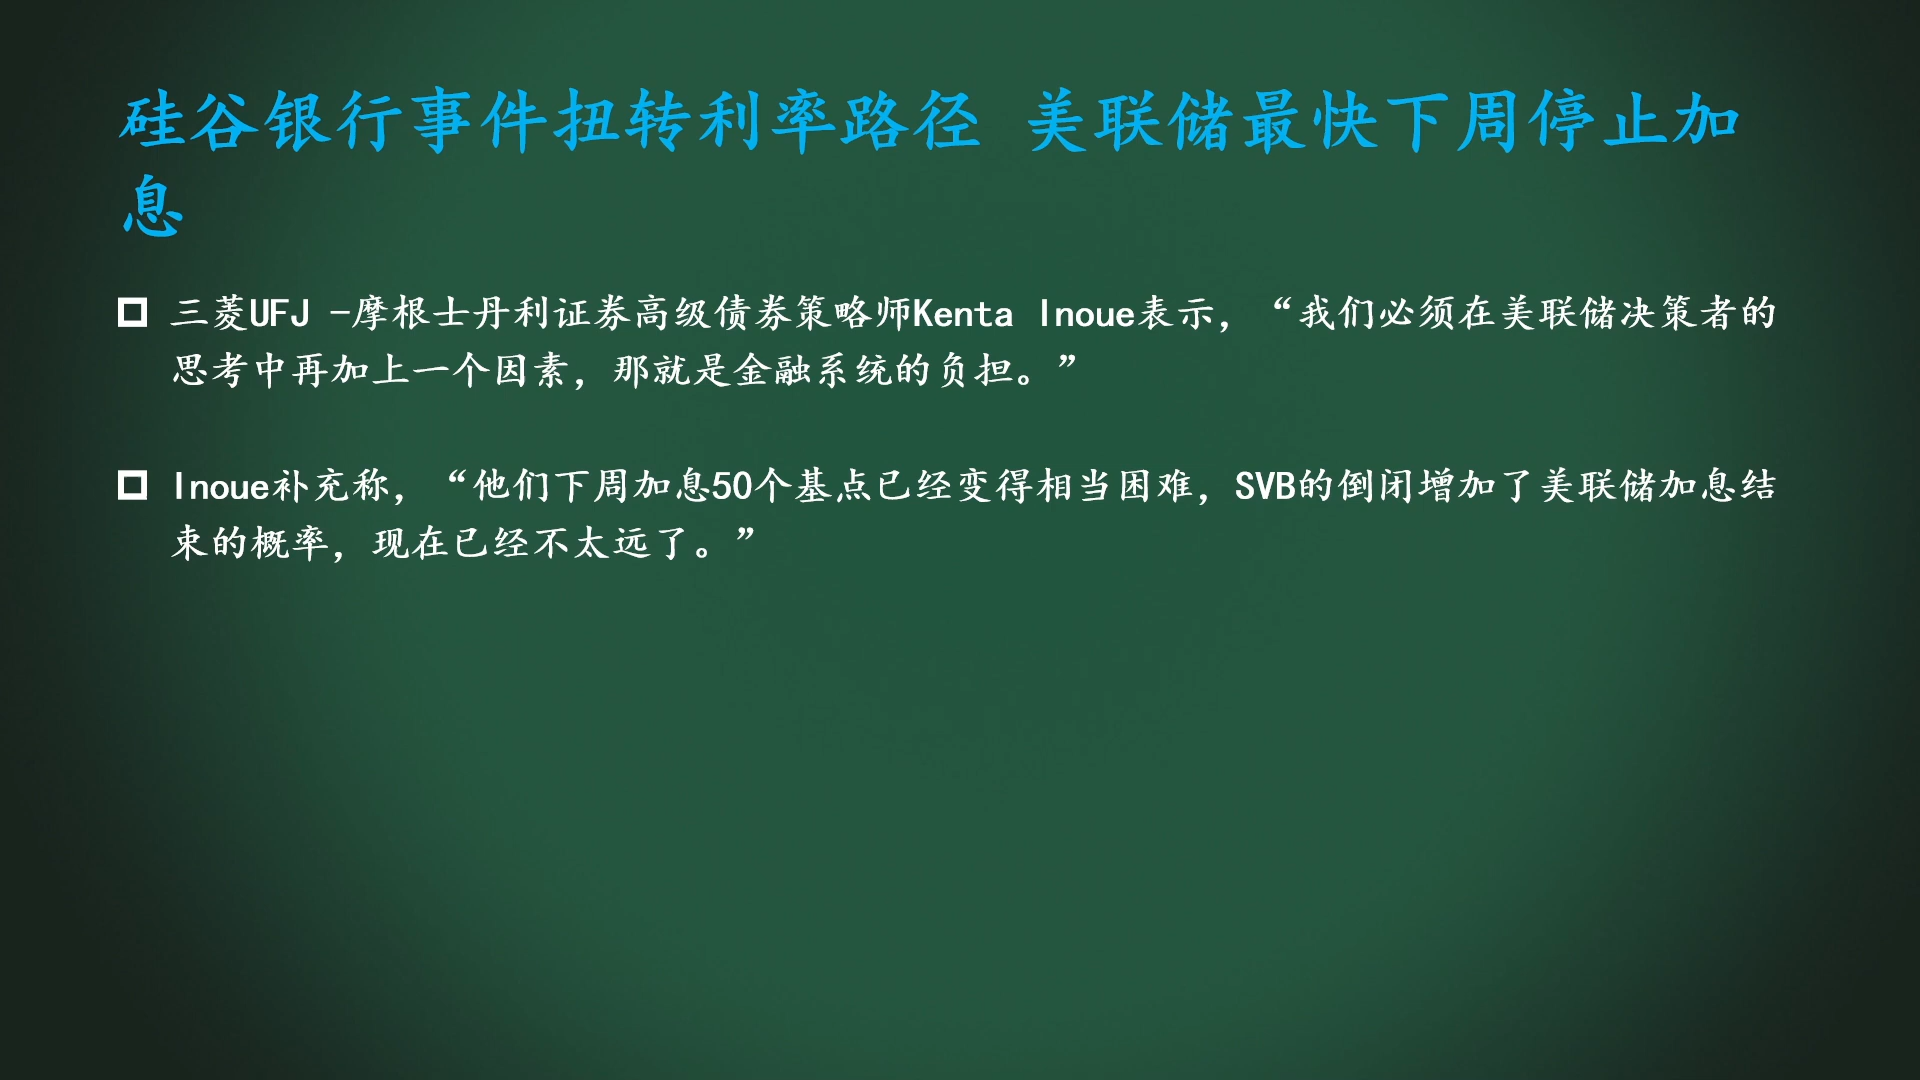 硅谷银行事件扭转利率路径 美联储最快下周停止加
息
三菱UFJ -摩根士丹利证券高级债券策略师Kenta Inoue表示，“我们必须在美联储决策者的
思考中再加上一个因素，那就是金融系统的负担。”
Inoue补充称，“他们下周加息50个基点已经变得相当困难，SVB的倒闭增加了美联储加息结
束的概率，现在已经不太远了。”